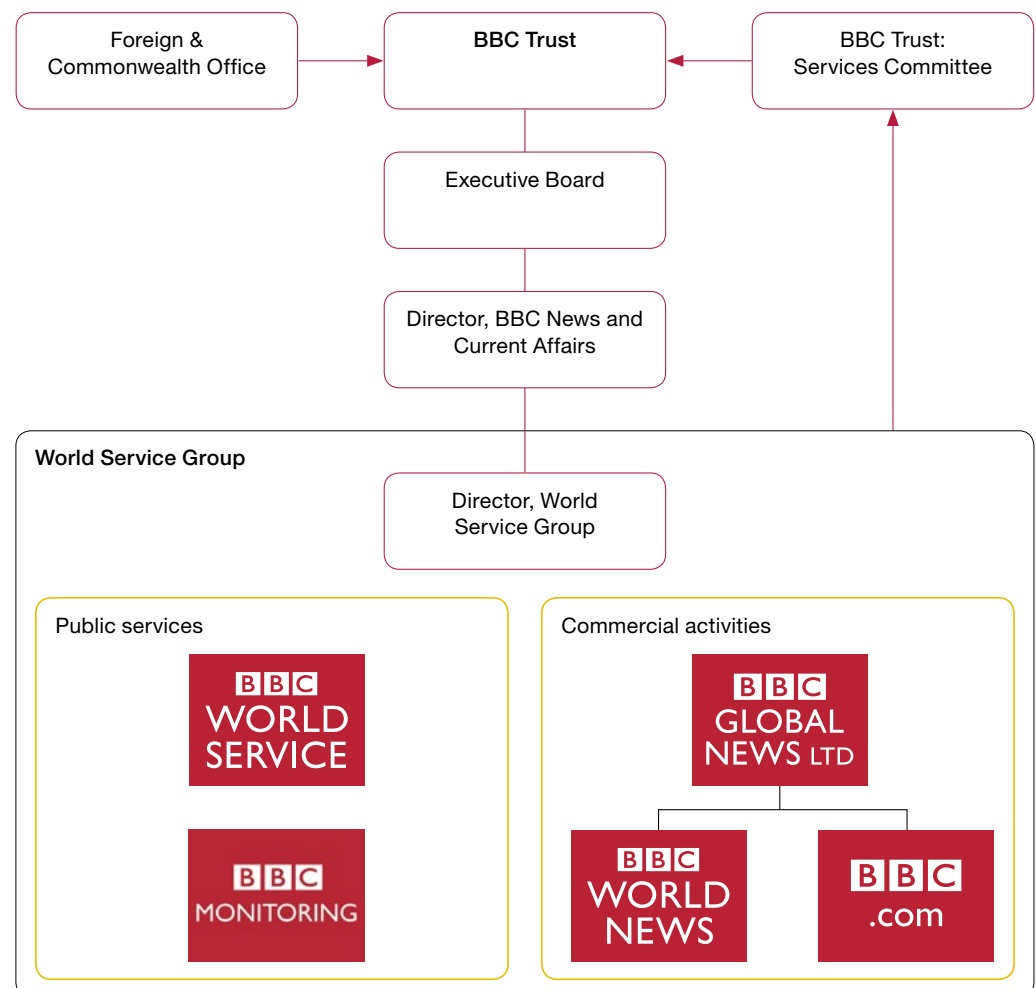 Foreign &
Commonwealth Office
BBC Trust
BBC Trust:
Services Committee
Executive Board
Director, BBC News and
Current Affairs
World Service Group
Director, World
Service Group
Public services
BBC
WORLD
SERVICE
BBC
MONITORING
Commercial activities
BBC
GLOBAL
NEWS LTD
BBC
WORLD
NEWS
BBC
.com